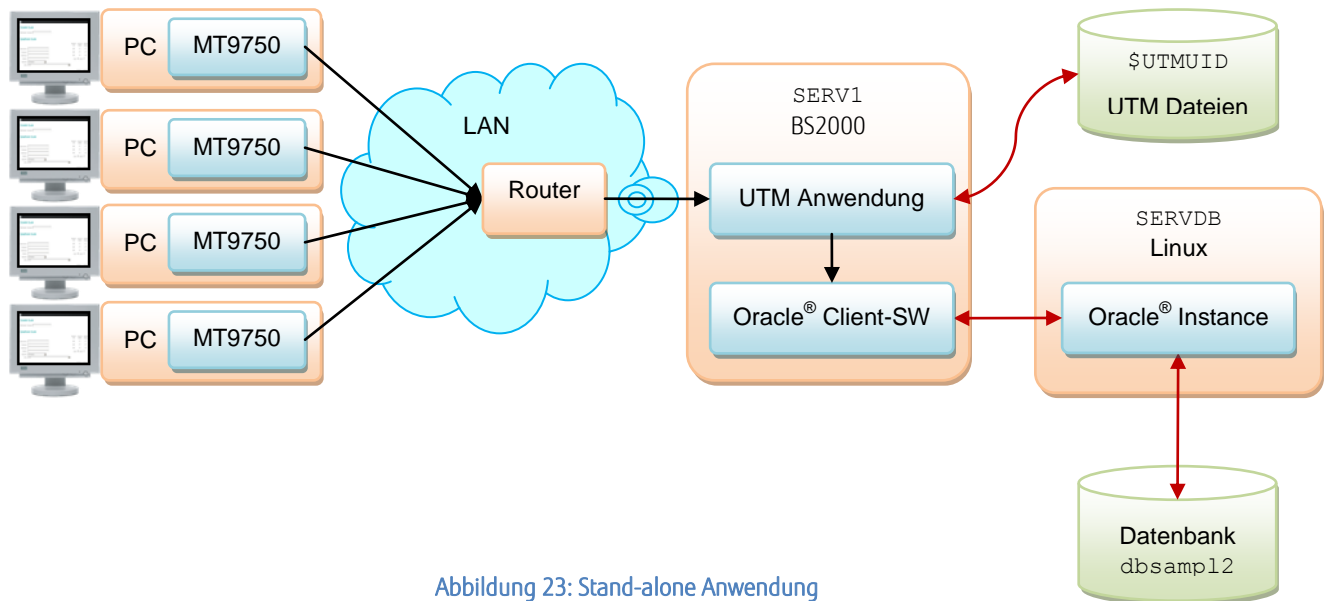 PC
MT9750
PC
MT9750
PC
MT9750
PC
MT9750
LAN
Router
SERV1
BS2000
UTM Anwendung
Oracle® Client-SW
$UTMUID
UTM Dateien
SERVDB
Linux
Oracle® Instance
Datenbank
dbsampl2
Abbildung 23: Stand-alone Anwendung